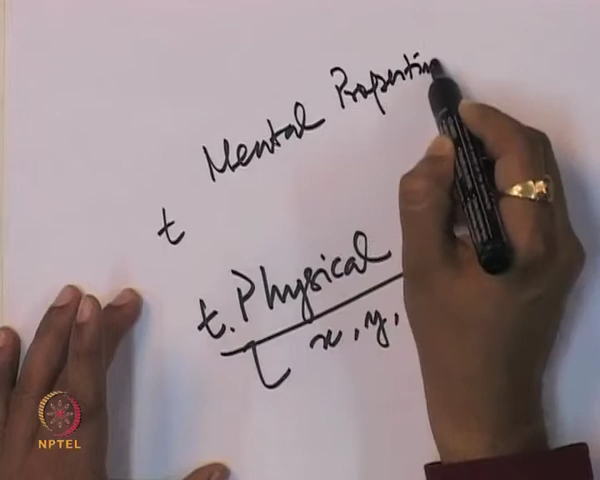 Mental Properties
t
t. Physical
x, y,
NPTEL